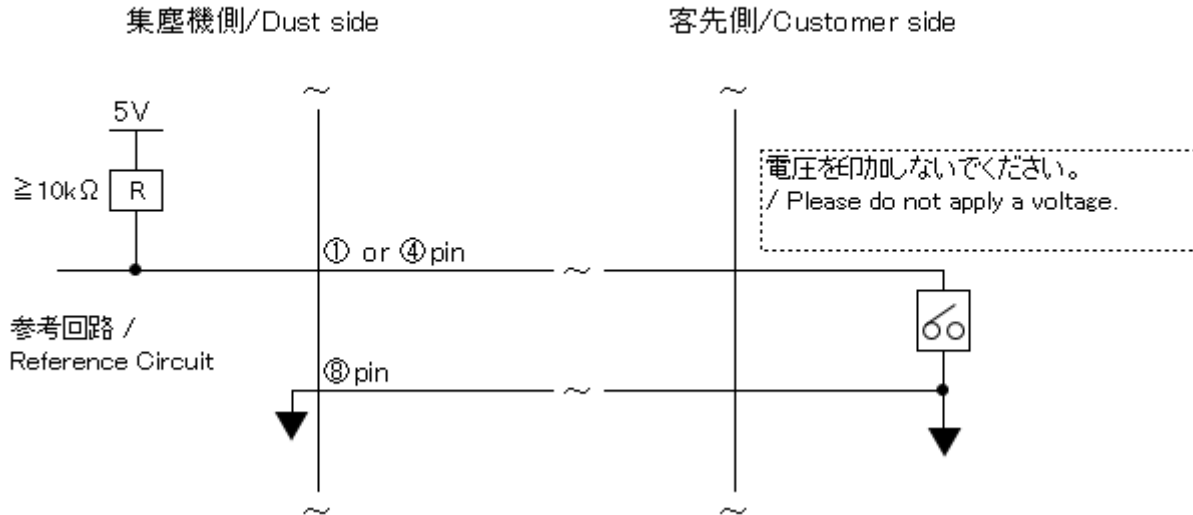 集塵機側/Dust side
客先側/Customer side
5V
≧10kΩ
R
電圧を印加しないでください。
/ Please do not apply a voltage.
① or ④pin
参考回路 /
Reference Circuit
⑧pin